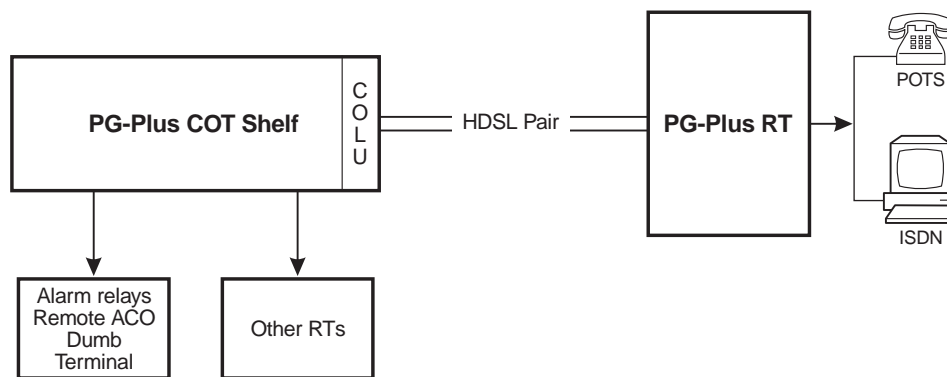 PG-Plus COT Shelf
COLU
HDSL Pair
PG-Plus RT
POTS
ISDN
Alarm relays
Remote ACO
Dumb
Terminal
Other RTs